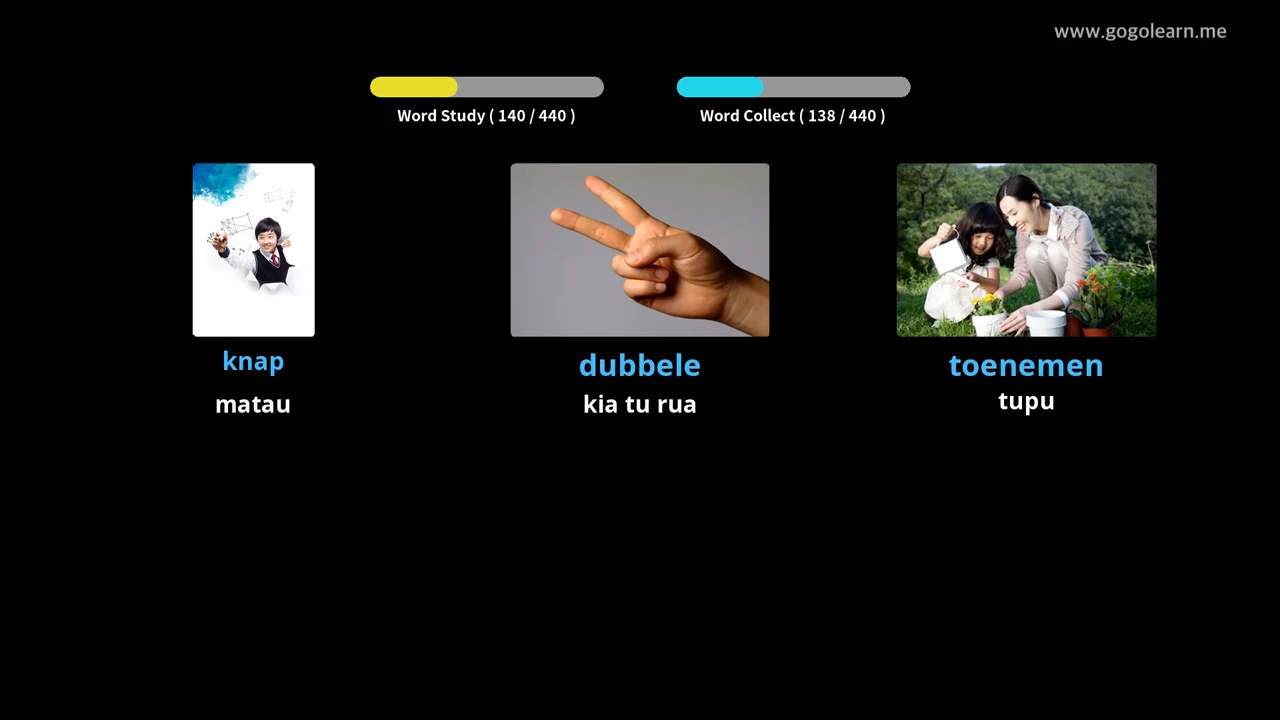 www.gogolearn.me
Word Study ( 140 / 440 )
Word Collect ( 138 / 440 )
knap
matau
dubbele
kia tu rua
toenemen
tupu